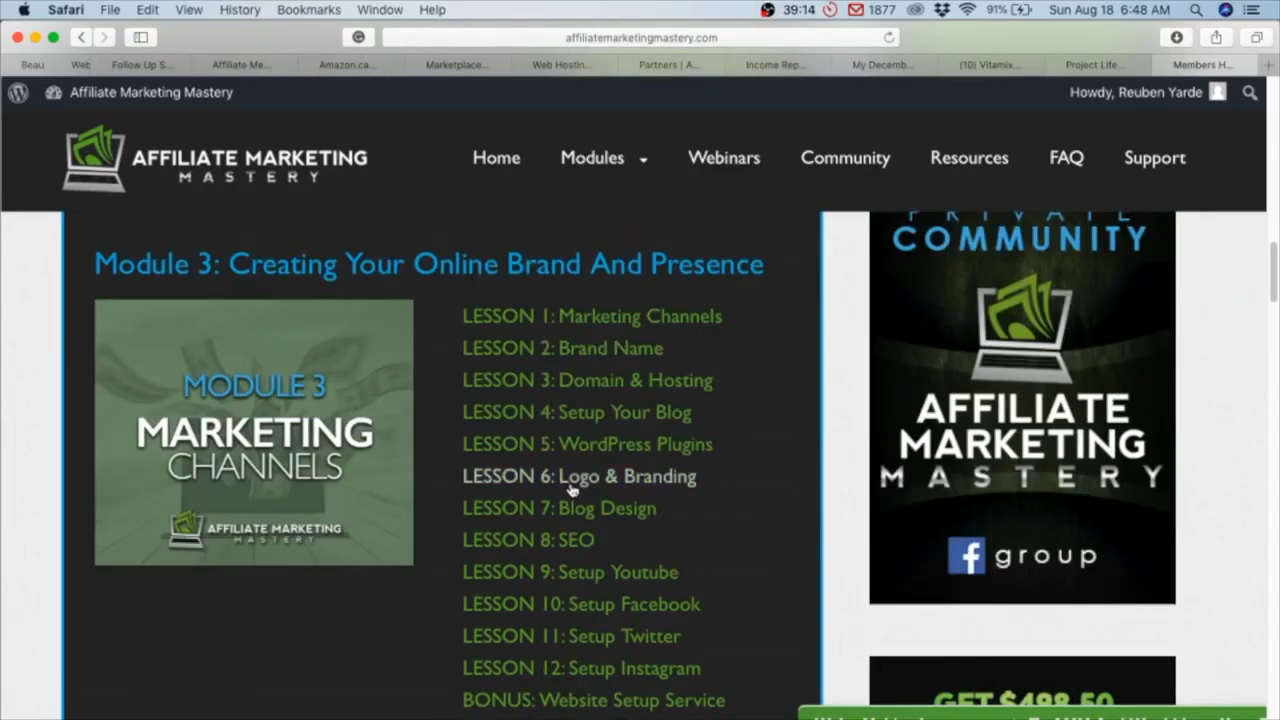 Safari File Edit View History Bookmarks Window Help 39:14 1877 91% Sun Aug 18 6:48 AM
affiliatemarketingmastery.com
Beau Web Follow Up S... Affiliate Me... Amazon.ca... Marketplace... Web Hostin... Partners | A... Income Rep... My Decemb... (10) Vitamix... Project Life... Members H...
Affiliate Marketing Mastery Howdy, Reuben Yarde
AFFILIATE MARKETING
MASTERY
Home Modules Webinars Community Resources FAQ Support
Module 3: Creating Your Online Brand And Presence
MODULE 3
MARKETING
CHANNELS
AFFILIATE MARKETING
MASTERY
LESSON 1: Marketing Channels
LESSON 2: Brand Name
LESSON 3: Domain & Hosting
LESSON 4: Setup Your Blog
LESSON 5: WordPress Plugins
LESSON 6: Logo & Branding
LESSON 7: Blog Design
LESSON 8: SEO
LESSON 9: Setup Youtube
LESSON 10: Setup Facebook
LESSON 11: Setup Twitter
LESSON 12: Setup Instagram
BONUS: Website Setup Service
PRIVATE
COMMUNITY
AFFILIATE
MARKETING
MASTERY
f group
GET $498.50